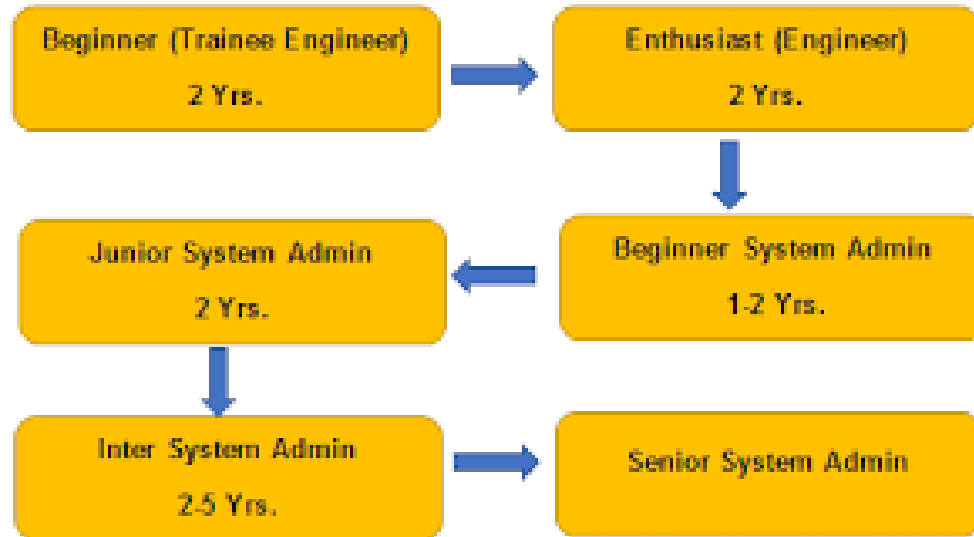 Beginner (Trainee Engineer)
2 Yrs.
Enthusiast (Engineer)
2 Yrs.
Beginner System Admin
1-2 Yrs.
Junior System Admin
2 Yrs.
Inter System Admin
2-5 Yrs.
Senior System Admin